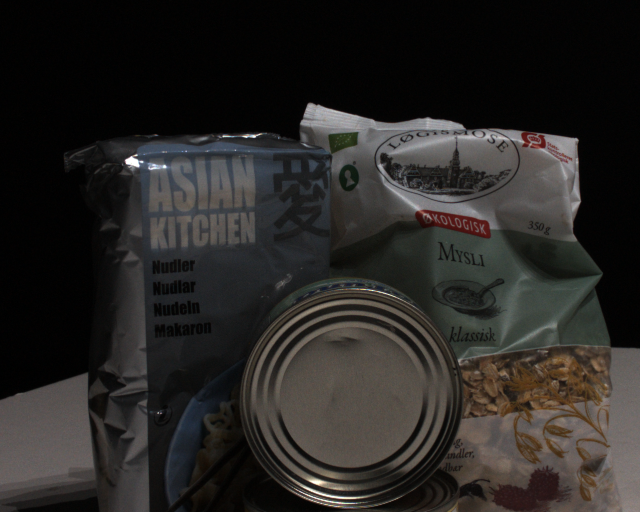 ASIAN
KITCHEN
愛
Nudler
Nudlar
Nudeln
Makaron
LØGISMOSE
ØKOLOGISK
350 g
MYSLI
klassisk